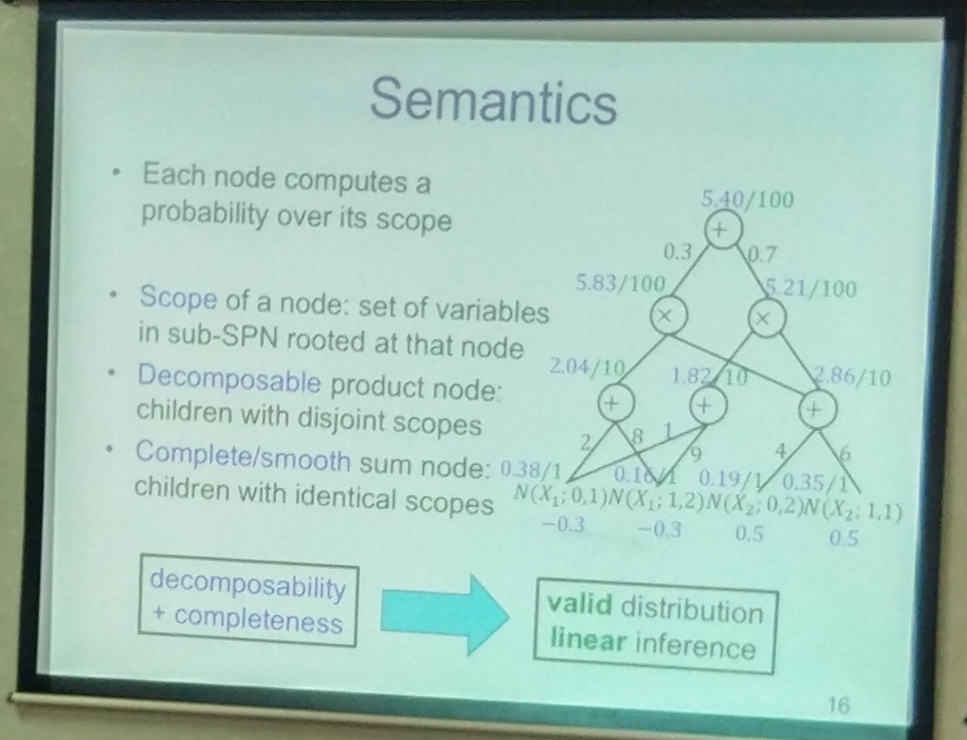 Semantics
• Each node computes a
probability over its scope
• Scope of a node: set of variables
in sub-SPN rooted at that node
• Decomposable product node:
children with disjoint scopes
• Complete/smooth sum node:
children with identical scopes
5.40/100
+
0.3 0.7
5.83/100 5.21/100
× ×
2.04/10 1.82/10 2.86/10
+ + +
2 8 1 9 4 6
0.38/1 0.16/1 0.19/1 0.35/1
N(X₁; 0,1)N(X₁; 1,2)N(X₂; 0,2)N(X₂; 1,1)
−0.3 −0.3 0.5 0.5
decomposability
+ completeness
valid distribution
linear inference
16